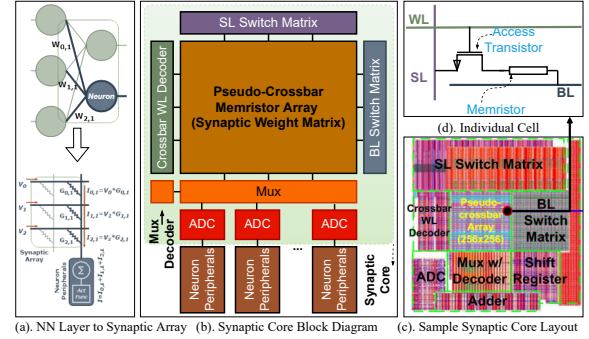 W0,1
W1,1
W2,1
Neuron
V0
G0,1
I0,1=V0*G0,1
V1
G1,1
I1,1=V1*G1,1
V2
G2,1
I2,1=V2*G2,1
Synaptic
Array
Neuron
Peripherals
Σ
Act
Func
I=I0,1+I1,1+I2,1
(a). NN Layer to Synaptic Array
SL Switch Matrix
Crossbar WL Decoder
Pseudo-Crossbar
Memristor Array
(Synaptic Weight Matrix)
BL Switch Matrix
Mux
Mux
Decoder
ADC
ADC
ADC
...
Neuron
Peripherals
Neuron
Peripherals
Neuron
Peripherals
Synaptic
Core
(b). Synaptic Core Block Diagram
WL
Access
Transistor
SL
BL
Memristor
(d). Individual Cell
SL Switch Matrix
Crossbar
WL
Decoder
Pseudo-
crossbar
Array
(256x256)
BL
Switch
Matrix
ADC
Mux w/
Decoder
Shift
Register
Adder
(c). Sample Synaptic Core Layout